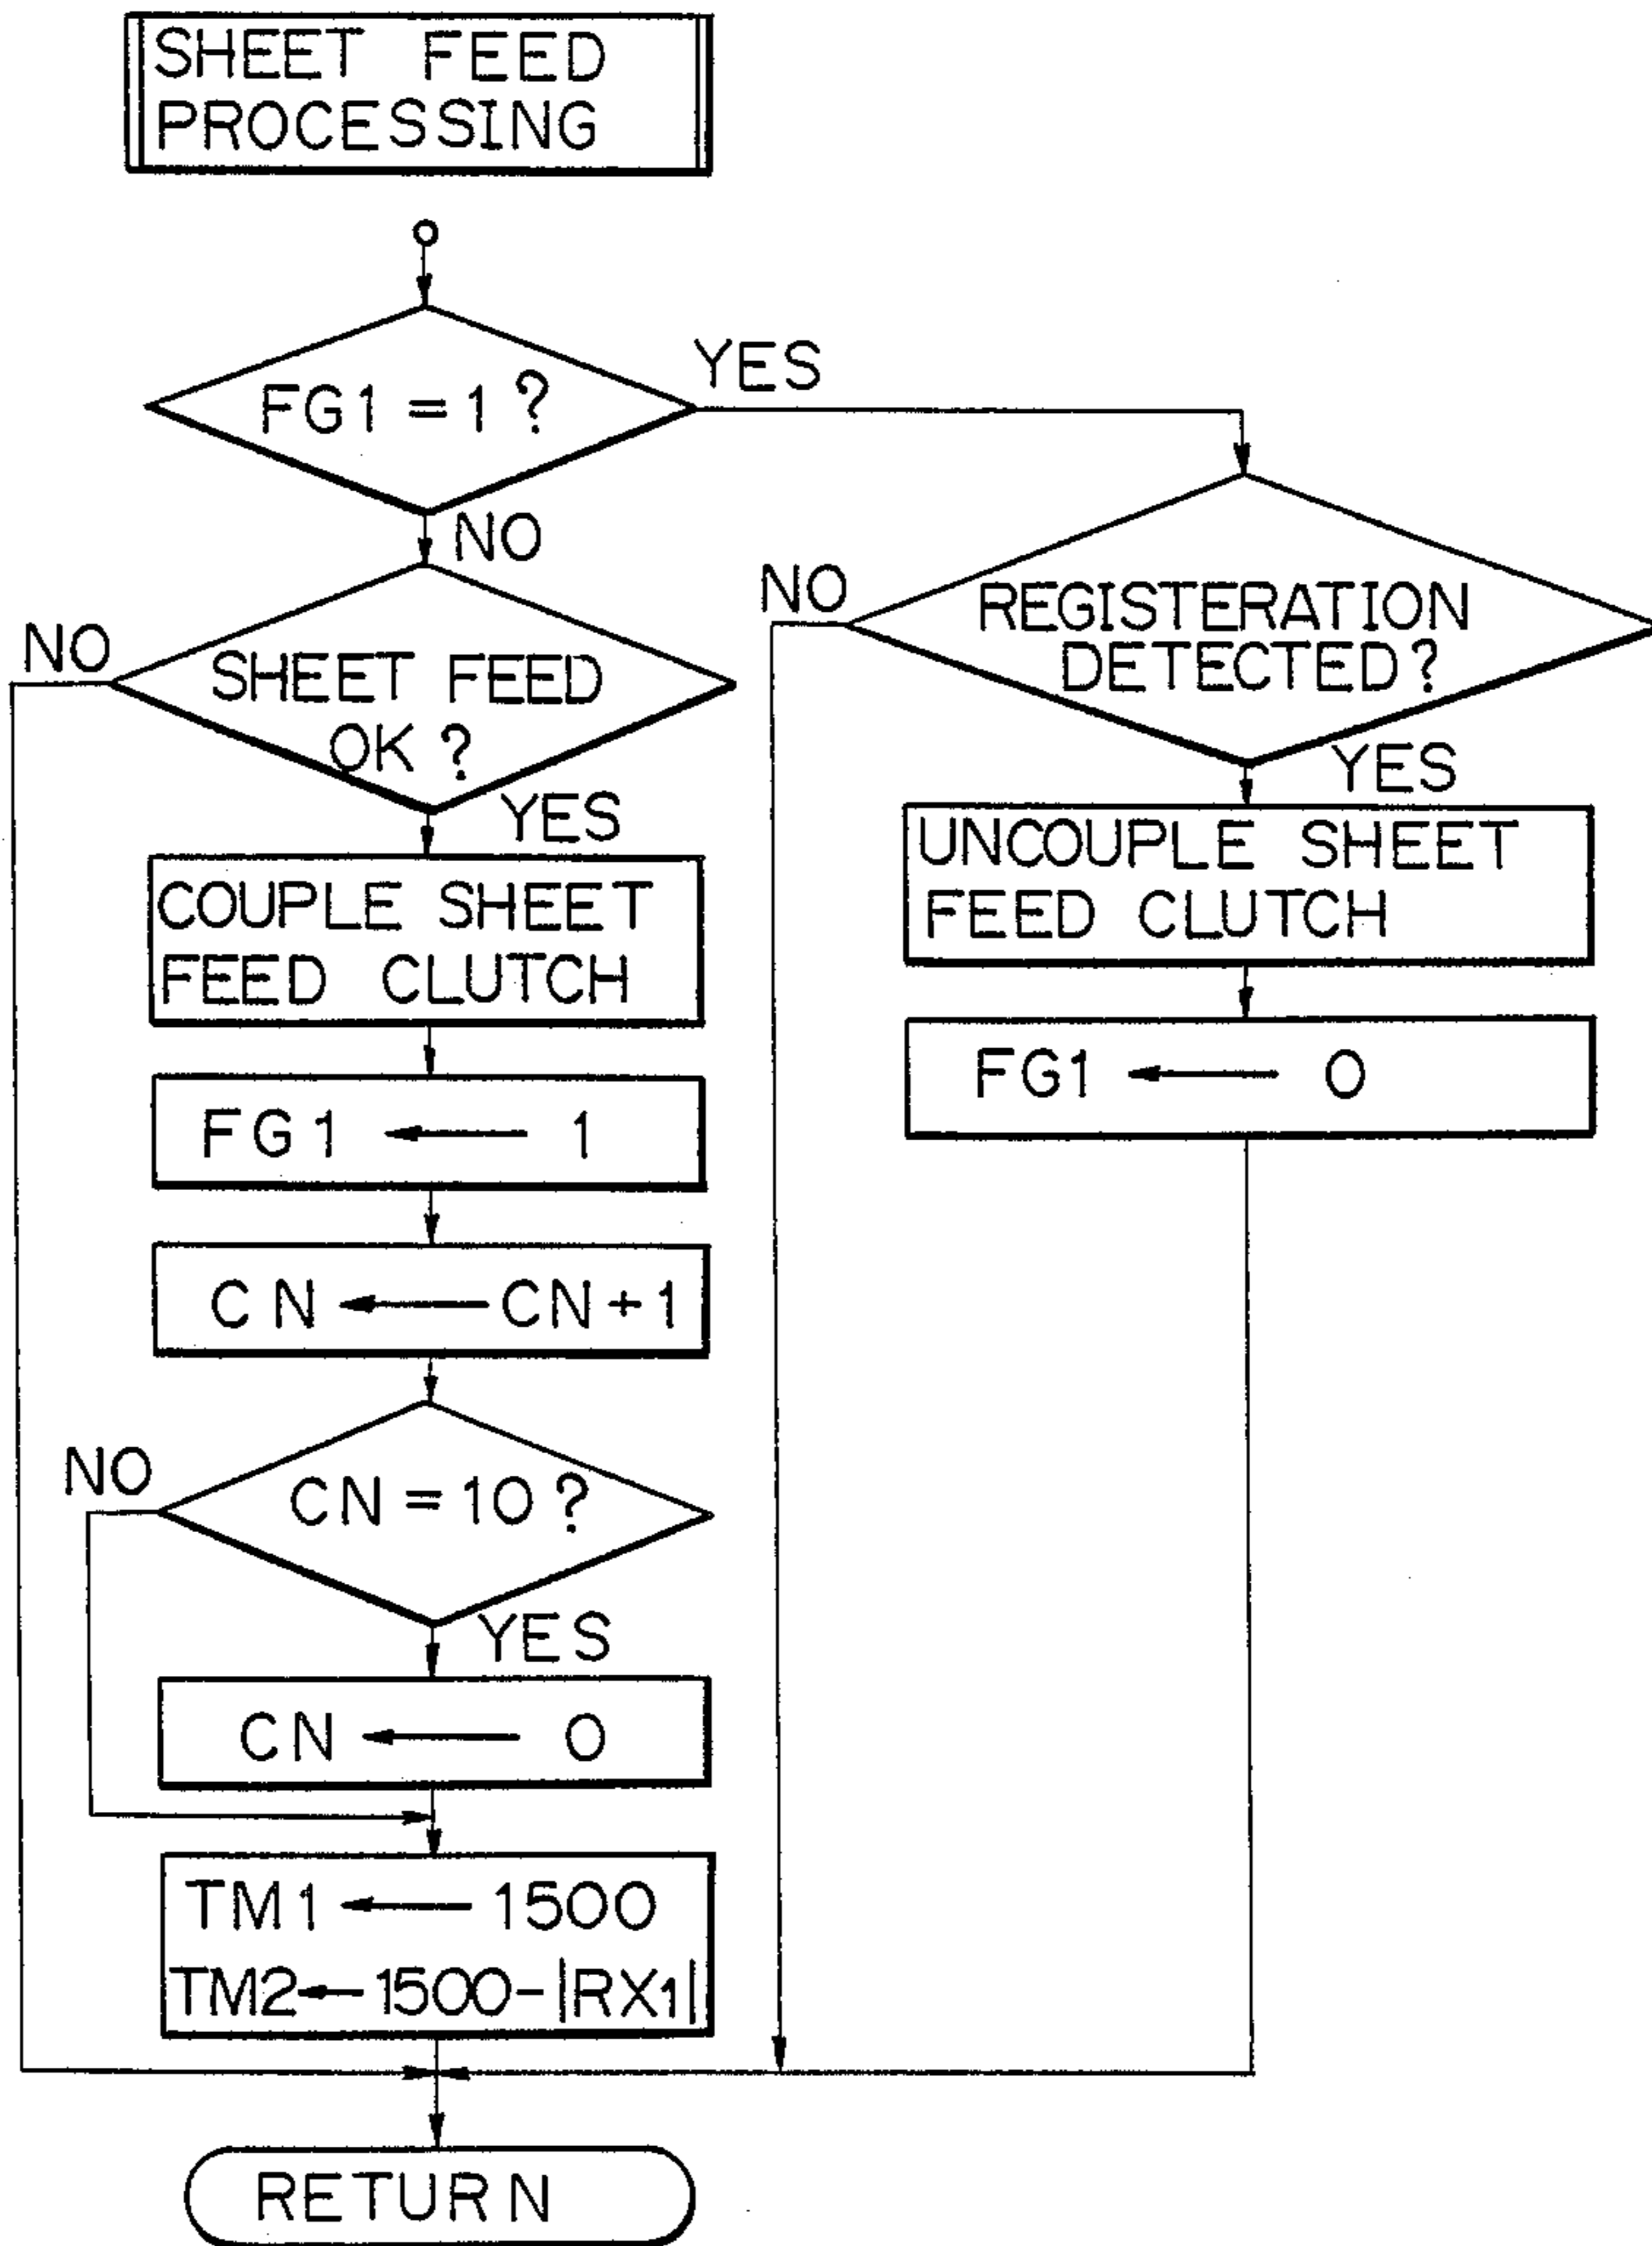 SHEET FEED
PROCESSING
FG1 = 1 ?
YES
NO
SHEET FEED
OK ?
NO
YES
COUPLE SHEET
FEED CLUTCH
FG1 ← 1
CN ← CN+1
CN = 10 ?
NO
YES
CN ← 0
TM1 ← 1500
TM2 ← 1500-|RX1|
REGISTERATION
DETECTED ?
NO
YES
UNCOUPLE SHEET
FEED CLUTCH
FG1 ← 0
RETURN